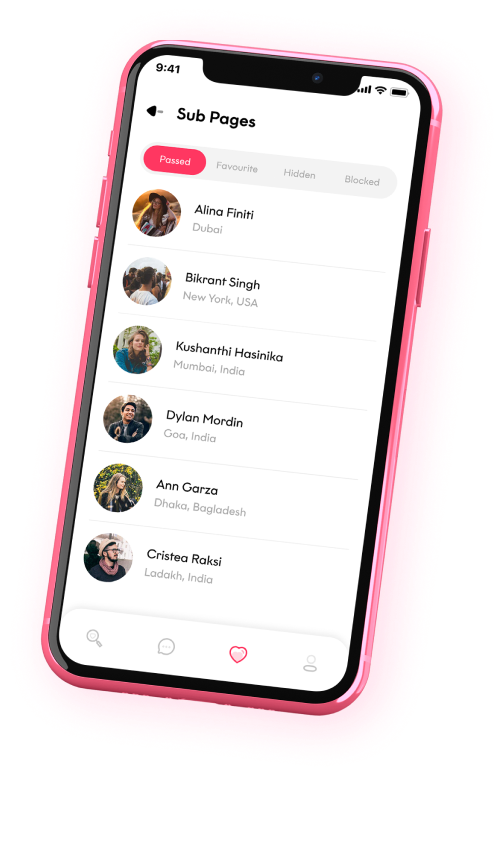 9:41
Sub Pages
Passed Favourite Hidden Blocked
Alina Finiti
Dubai
Bikrant Singh
New York, USA
Kushanthi Hasinika
Mumbai, India
Dylan Mordin
Goa, India
Ann Garza
Dhaka, Bagladesh
Cristea Raksi
Ladakh, India